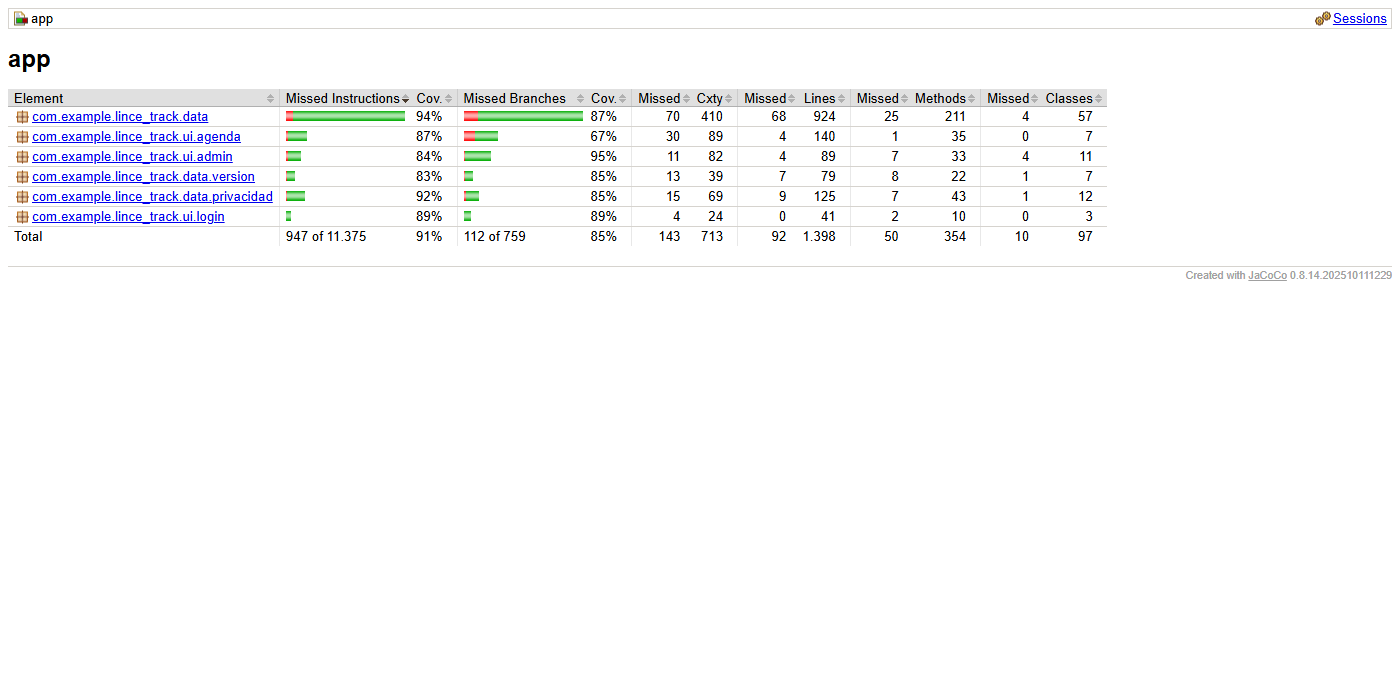 app Sessions
app
Element Missed Instructions Cov. Missed Branches Cov. Missed Cxty Missed Lines Missed Methods Missed Classes
com.example.lince_track.data 94% 87% 70 410 68 924 25 211 4 57
com.example.lince_track.ui.agenda 87% 67% 30 89 4 140 1 35 0 7
com.example.lince_track.ui.admin 84% 95% 11 82 4 89 7 33 4 11
com.example.lince_track.data.version 83% 85% 13 39 7 79 8 22 1 7
com.example.lince_track.data.privacidad 92% 85% 15 69 9 125 7 43 1 12
com.example.lince_track.ui.login 89% 89% 4 24 0 41 2 10 0 3
Total 947 of 11.375 91% 112 of 759 85% 143 713 92 1.398 50 354 10 97
Created with JaCoCo 0.8.14.202510111229